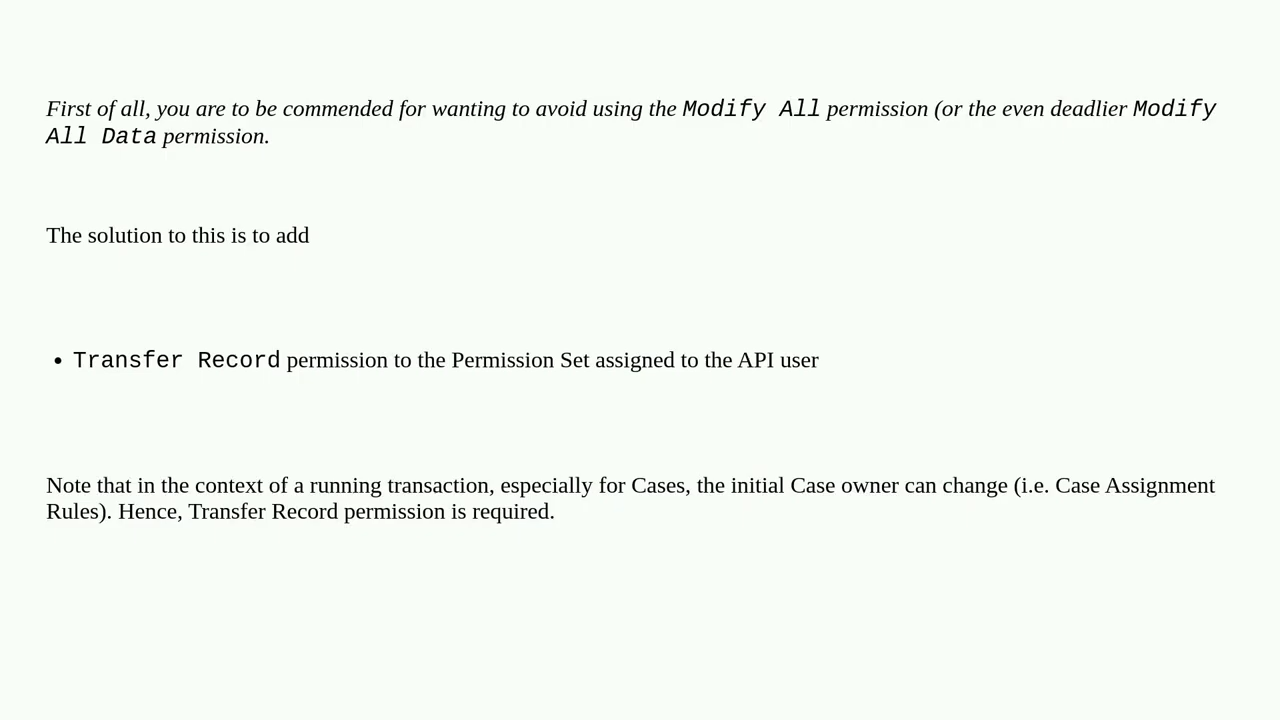 First of all, you are to be commended for wanting to avoid using the Modify All permission (or the even deadlier Modify
All Data permission.
The solution to this is to add
• Transfer Record permission to the Permission Set assigned to the API user
Note that in the context of a running transaction, especially for Cases, the initial Case owner can change (i.e. Case Assignment
Rules). Hence, Transfer Record permission is required.